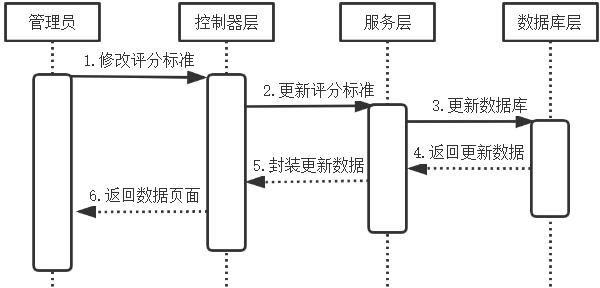 管理员
控制器层
服务层
数据库层
1.修改评分标准
2.更新评分标准
3.更新数据库
4.返回更新数据
5.封装更新数据
6.返回数据页面